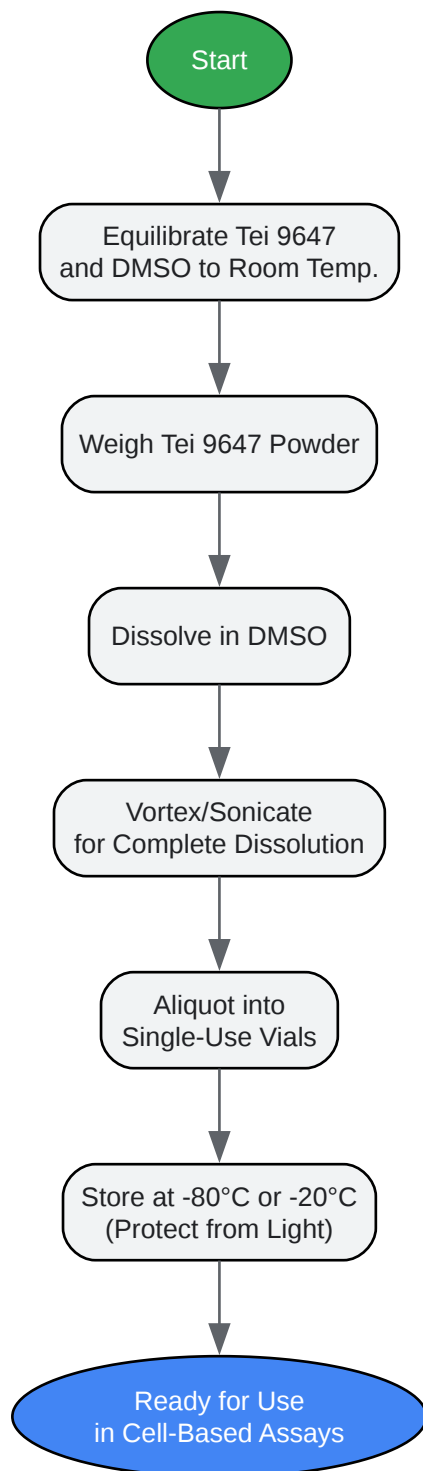 Start
Equilibrate Tei 9647
and DMSO to Room Temp.
Weigh Tei 9647 Powder
Dissolve in DMSO
Vortex/Sonicate
for Complete Dissolution
Aliquot into
Single-Use Vials
Store at -80°C or -20°C
(Protect from Light)
Ready for Use
in Cell-Based Assays